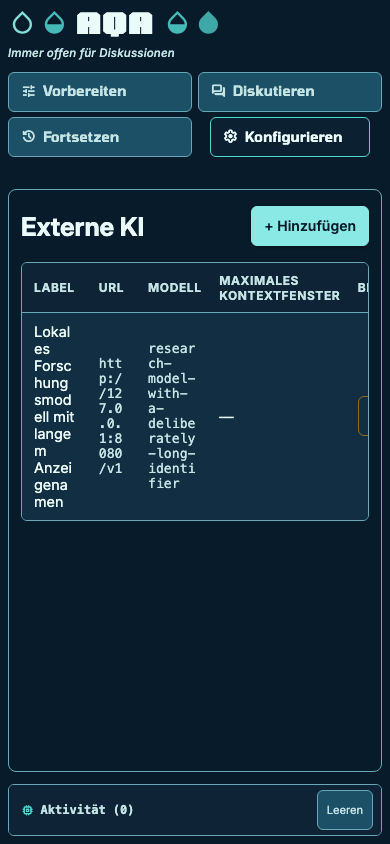 AQA
Immer offen für Diskussionen
Vorbereiten
Diskutieren
Fortsetzen
Konfigurieren
Externe KI
+ Hinzufügen
LABEL URL MODELL MAXIMALES KONTEXTFENSTER
Lokal
es
Forsc
hung
smod
ell mit
lange
m
Anzei
gena
men
htt
p:/
/12
7.0
.0.
1:8
080
/v1
resear
ch-
model-
with-
a-
delibe
rately
-long-
identi
fier
—
Aktivität (0)
Leeren